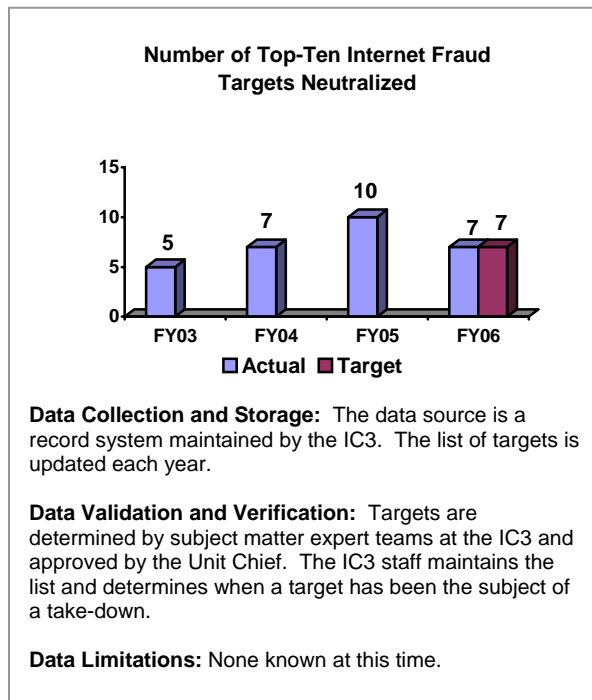 Number of Top-Ten Internet Fraud
Targets Neutralized
15
10
5
0
5
7
10
7 7
FY03 FY04 FY05 FY06
Actual Target
Data Collection and Storage: The data source is a
record system maintained by the IC3. The list of targets is
updated each year.
Data Validation and Verification: Targets are
determined by subject matter expert teams at the IC3 and
approved by the Unit Chief. The IC3 staff maintains the
list and determines when a target has been the subject of
a take-down.
Data Limitations: None known at this time.